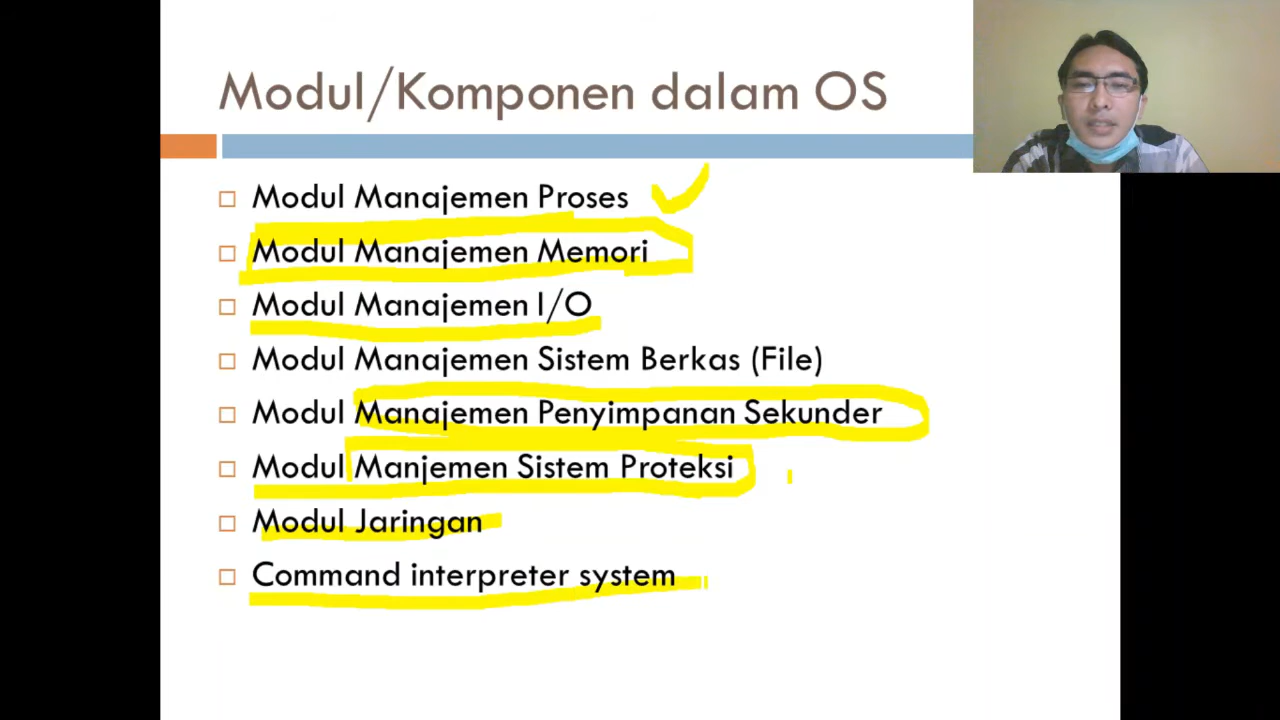 Modul/Komponen dalam OS
Modul Manajemen Proses
Modul Manajemen Memori
Modul Manajemen I/O
Modul Manajemen Sistem Berkas (File)
Modul Manajemen Penyimpanan Sekunder
Modul Manjemen Sistem Proteksi
Modul Jaringan
Command interpreter system